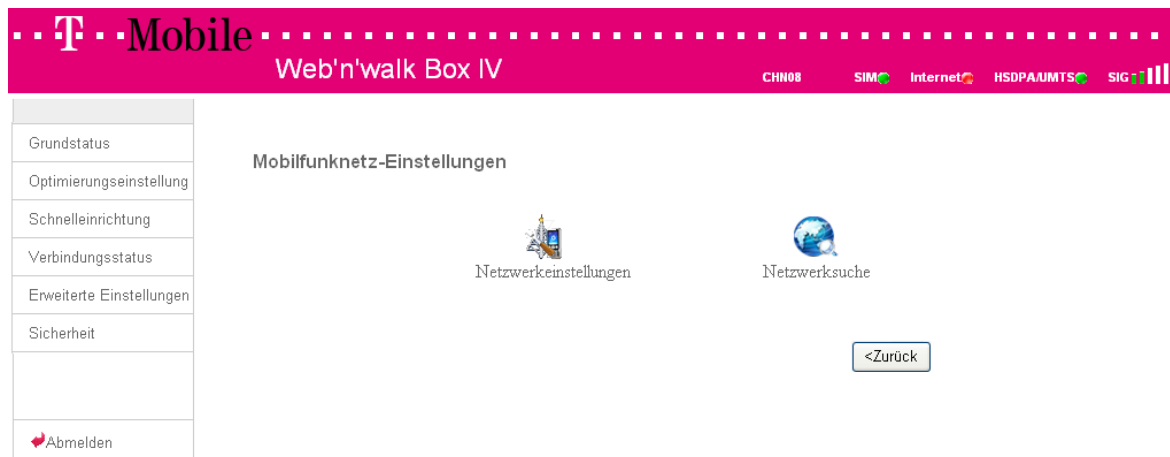 T Mobile
Web'n'walk Box IV
CHN08 SIM Internet HSDPA/UMTS SIG
Grundstatus
Optimierungseinstellung
Schnelleinrichtung
Verbindungsstatus
Erweiterte Einstellungen
Sicherheit
Abmelden
Mobilfunknetz-Einstellungen
Netzwerkeinstellungen
Netzwerksuche
<Zurück